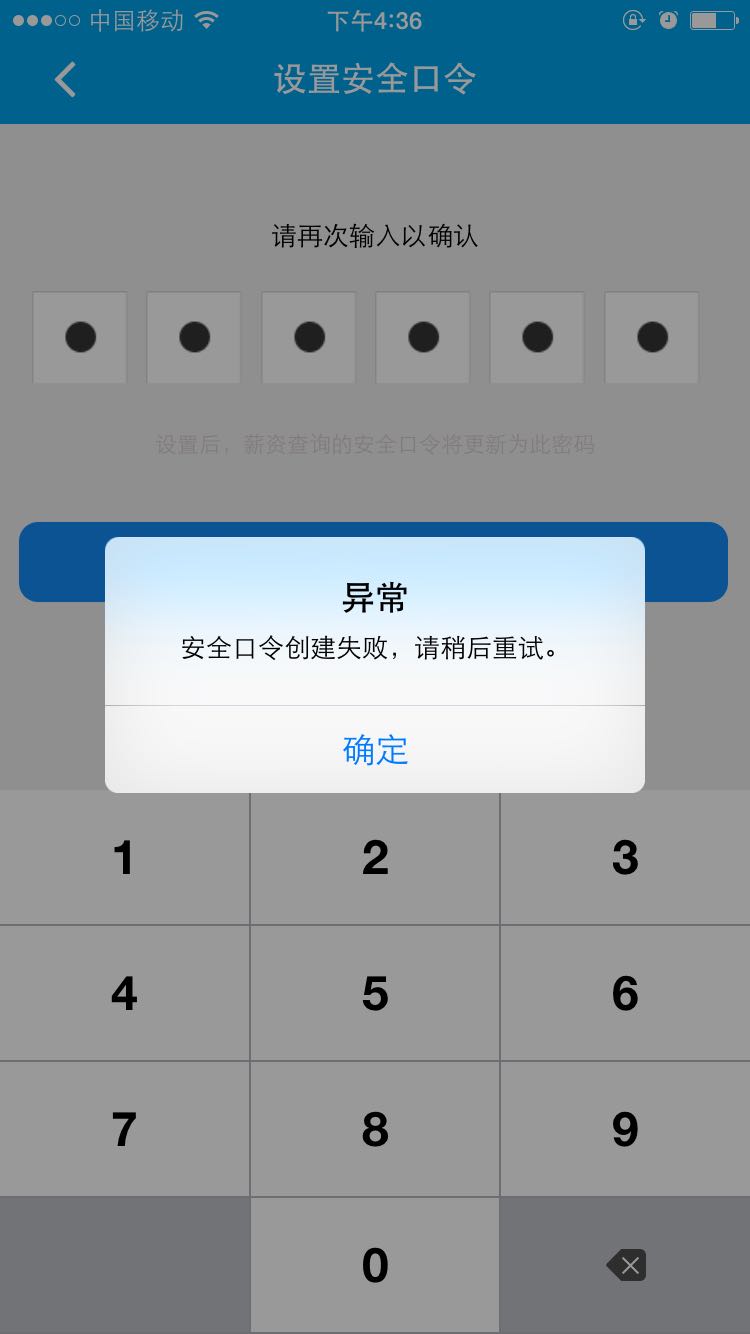 中国移动 下午4:36
设置安全口令
请再次输入以确认
设置后，薪资查询的安全口令将更新为此密码
异常
安全口令创建失败，请稍后重试。
确定
1 2 3
4 5 6
7 8 9
0